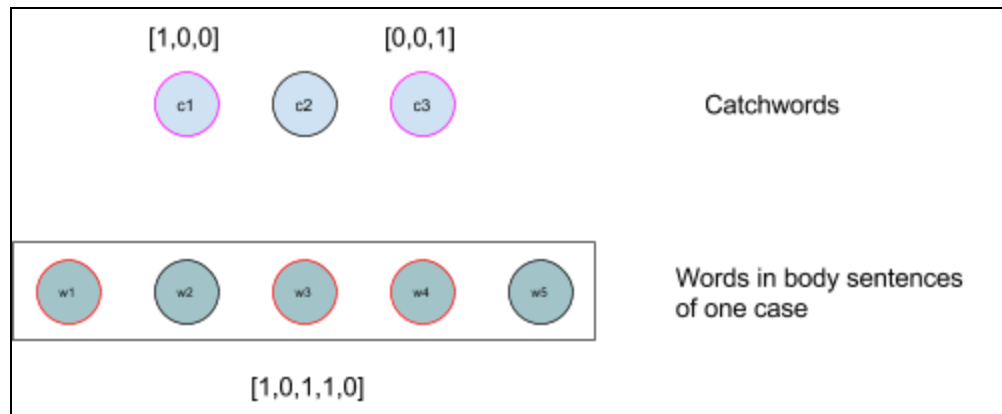 [1,0,0] [0,0,1]
c1 c2 c3 Catchwords
w1 w2 w3 w4 w5 Words in body sentences
of one case
[1,0,1,1,0]